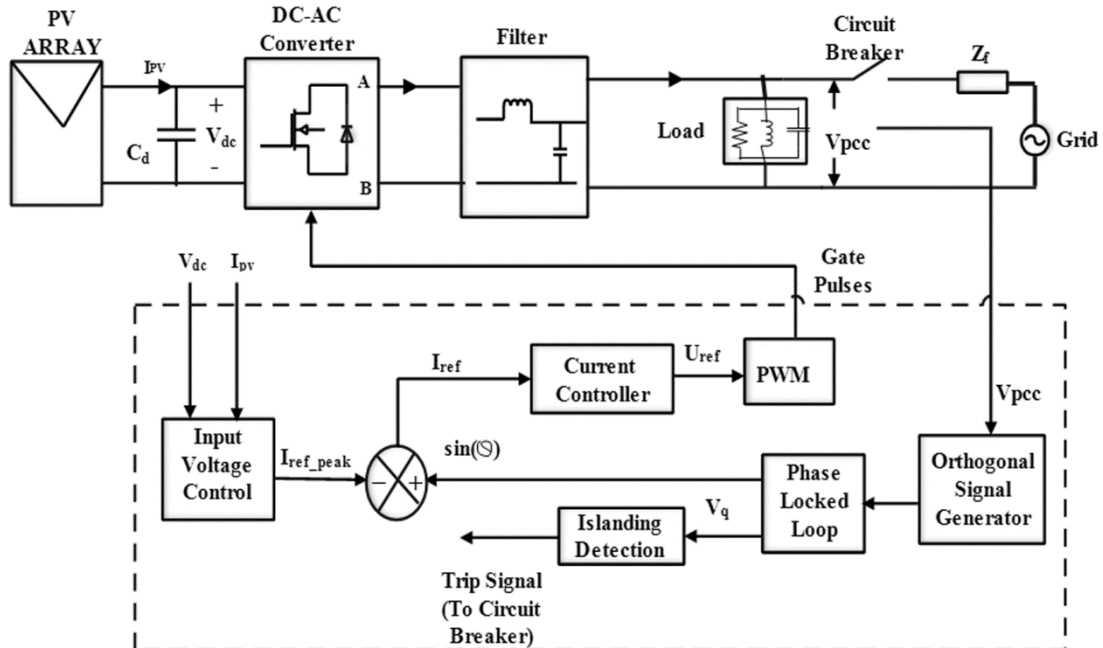 PV
ARRAY
DC-AC
Converter
Filter
Circuit
Breaker
Zf
IPV
+
Vdc
-
Cd
A
B
Load
Vpcc
Grid
Vdc
Ipv
Gate
Pulses
Iref
Current
Controller
Uref
PWM
Vpcc
Input
Voltage
Control
Iref_peak
-
+
Phase
Locked
Loop
Orthogonal
Signal
Generator
Vq
Islanding
Detection
Trip Signal
(To Circuit
Breaker)